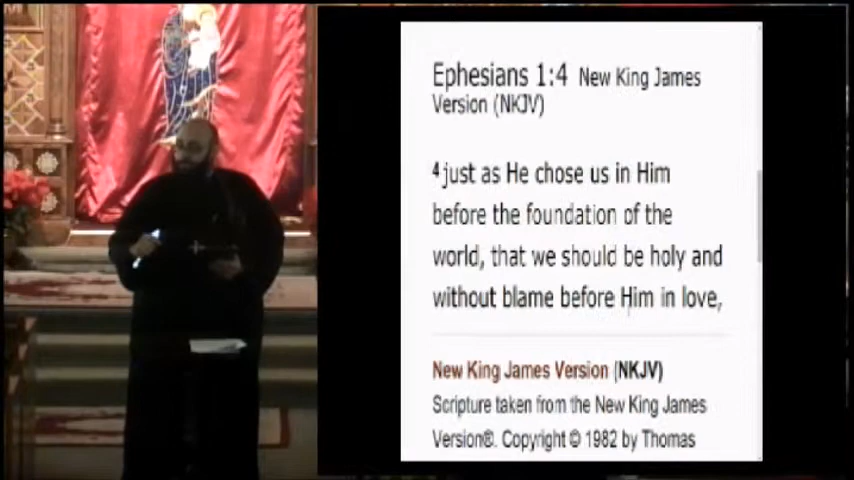 Ephesians 1:4 New King James
Version (NKJV)
4 just as He chose us in Him
before the foundation of the
world, that we should be holy and
without blame before Him in love,
New King James Version (NKJV)
Scripture taken from the New King James
Version®. Copyright © 1982 by Thomas